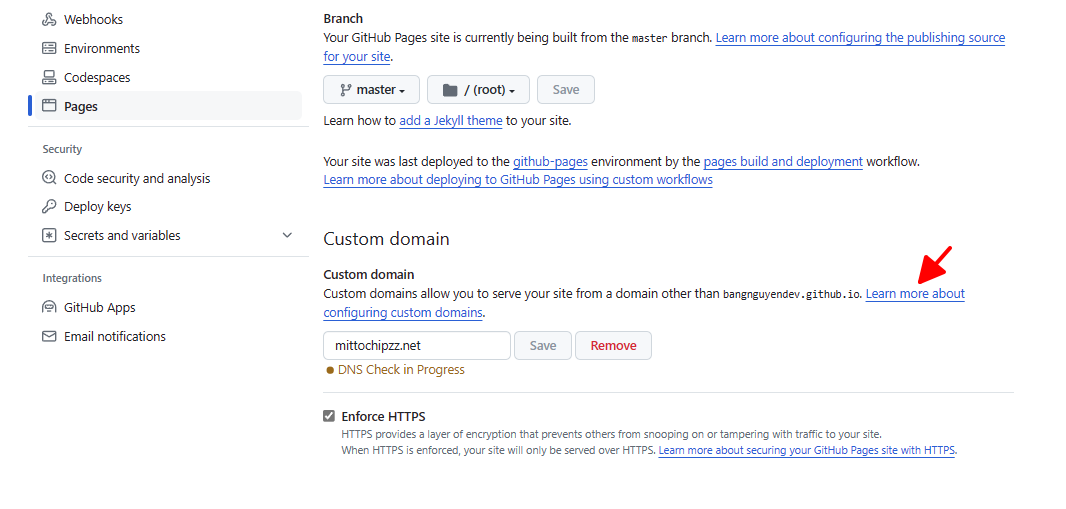 Webhooks
Environments
Codespaces
Pages
Security
Code security and analysis
Deploy keys
Secrets and variables
Integrations
GitHub Apps
Email notifications
Branch
Your GitHub Pages site is currently being built from the master branch. Learn more about configuring the publishing source
for your site.
master
/ (root)
Save
Learn how to add a Jekyll theme to your site.
Your site was last deployed to the github-pages environment by the pages build and deployment workflow.
Learn more about deploying to GitHub Pages using custom workflows
Custom domain
Custom domain
Custom domains allow you to serve your site from a domain other than bangnguyendev.github.io. Learn more about
configuring custom domains.
mittochipzz.net
Save
Remove
DNS Check in Progress
Enforce HTTPS
HTTPS provides a layer of encryption that prevents others from snooping on or tampering with traffic to your site.
When HTTPS is enforced, your site will only be served over HTTPS. Learn more about securing your GitHub Pages site with HTTPS.